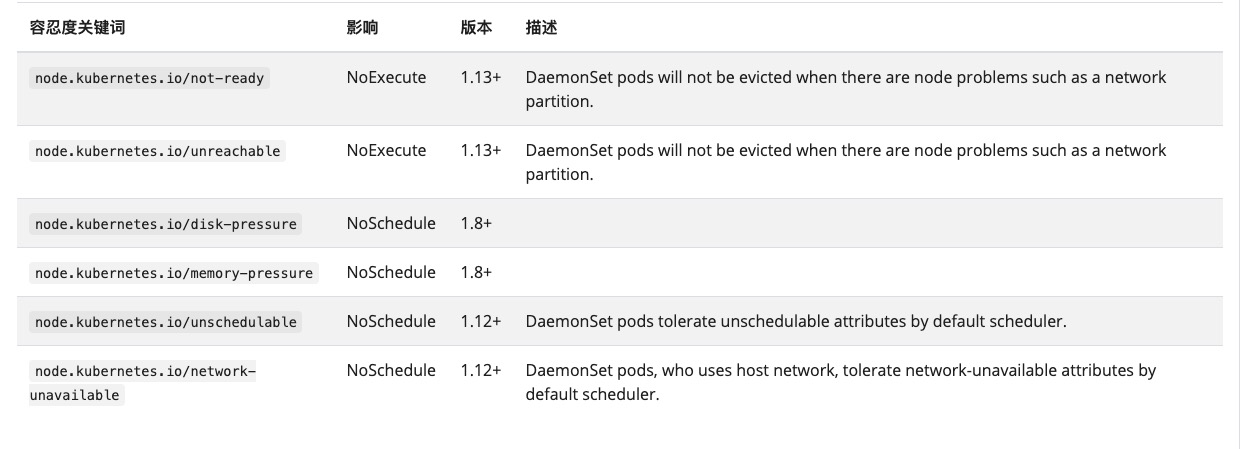 容忍度关键词 影响 版本 描述
node.kubernetes.io/not-ready NoExecute 1.13+ DaemonSet pods will not be evicted when there are node problems such as a network
partition.
node.kubernetes.io/unreachable NoExecute 1.13+ DaemonSet pods will not be evicted when there are node problems such as a network
partition.
node.kubernetes.io/disk-pressure NoSchedule 1.8+
node.kubernetes.io/memory-pressure NoSchedule 1.8+
node.kubernetes.io/unschedulable NoSchedule 1.12+ DaemonSet pods tolerate unschedulable attributes by default scheduler.
node.kubernetes.io/network- NoSchedule 1.12+ DaemonSet pods, who uses host network, tolerate network-unavailable attributes by
unavailable default scheduler.